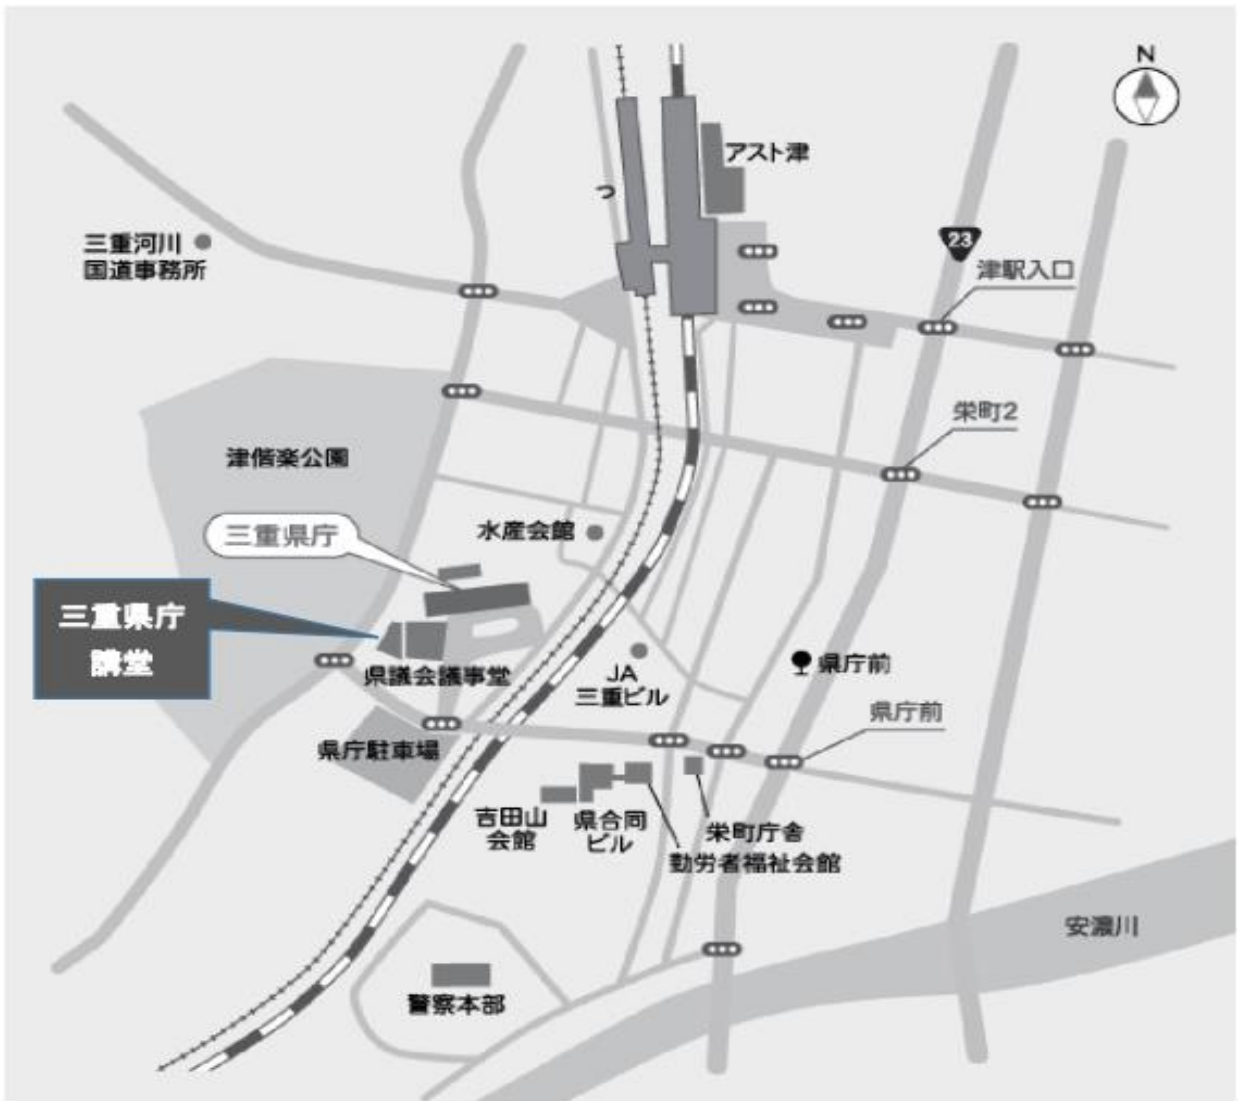 N
アスト津
つ
23
三重河川
国道事務所
津駅入口
栄町2
津偕楽公園
三重県庁
水産会館
三重県庁
講堂
県議会議事堂
JA
三重ビル
県庁前
県庁前
県庁駐車場
吉田山
会館
県合同
ビル
栄町庁舎
勤労者福祉会館
安濃川
警察本部